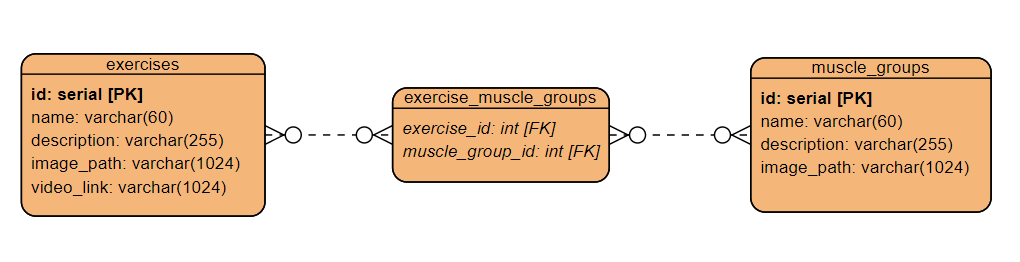 exercises
id: serial [PK]
name: varchar(60)
description: varchar(255)
image_path: varchar(1024)
video_link: varchar(1024)
exercise_muscle_groups
exercise_id: int [FK]
muscle_group_id: int [FK]
muscle_groups
id: serial [PK]
name: varchar(60)
description: varchar(255)
image_path: varchar(1024)